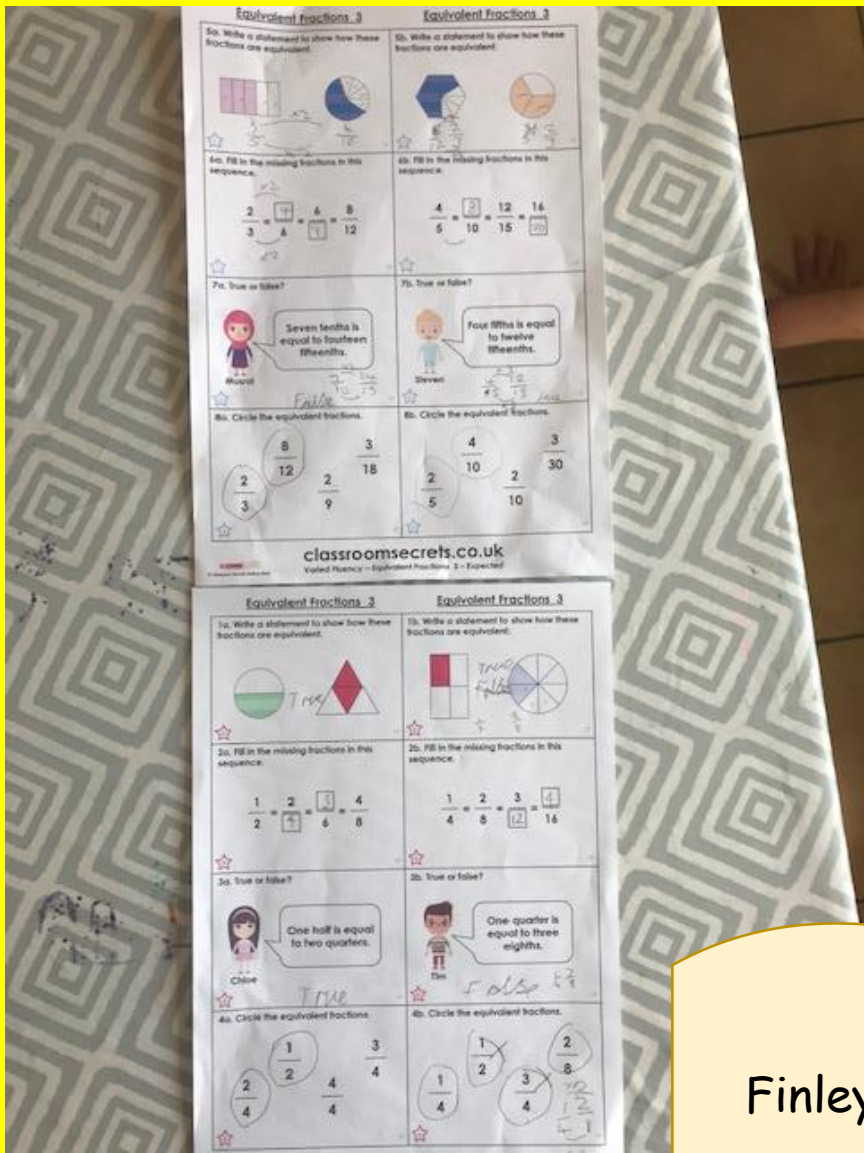 Equivalent Fractions 3 Equivalent Fractions 3
5a. Write a statement to show how these fractions are equivalent.
5b. Write a statement to show how these fractions are equivalent.
6a. Fill in the missing fractions in this sequence.
2/3 = 4/6 = 6/ = 8/12
6b. Fill in the missing fractions in this sequence.
4/5 = 8/10 = 12/15 = 16/20
7a. True or false?
Seven tenths is
equal to fourteen
fifteenths.
Musal
False
7b. True or false?
Four fifths is equal
to twelve
fifteenths.
Steven
True
8a. Circle the equivalent fractions.
2/3 8/12 2/9 3/18
8b. Circle the equivalent fractions.
2/5 4/10 2/10 3/30
classroomsecrets.co.uk
Varied Fluency – Equivalent Fractions 3 – Expected
Equivalent Fractions 3 Equivalent Fractions 3
1a. Write a statement to show how these
fractions are equivalent.
True
1b. Write a statement to show how these
fractions are equivalent.
True
2a. Fill in the missing fractions in this
sequence.
1/2 = 2/4 = 3/6 = 4/8
2b. Fill in the missing fractions in this
sequence.
1/4 = 2/8 = 3/12 = 4/16
3a. True or false?
One half is equal
to two quarters.
Chloe
True
3b. True or false?
One quarter is
equal to three
eighths.
Tim
False
4a. Circle the equivalent fractions.
2/4 1/2 4/4 3/4
4b. Circle the equivalent fractions.
1/4 1/2 3/4 2/8
Finley